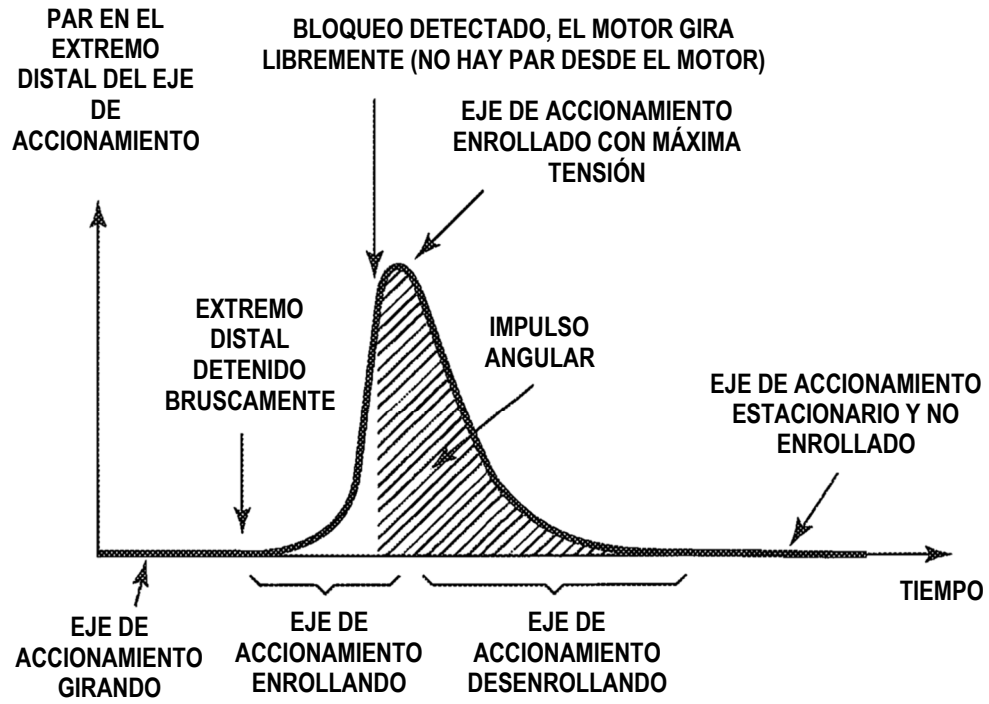 PAR EN EL
EXTREMO
DISTAL DEL EJE
DE
ACCIONAMIENTO
BLOQUEO DETECTADO, EL MOTOR GIRA
LIBREMENTE (NO HAY PAR DESDE EL MOTOR)
EJE DE ACCIONAMIENTO
ENROLLADO CON MÁXIMA
TENSIÓN
EXTREMO
DISTAL
DETENIDO
BRUSCAMENTE
IMPULSO
ANGULAR
EJE DE ACCIONAMIENTO
ESTACIONARIO Y NO
ENROLLADO
TIEMPO
EJE DE
ACCIONAMIENTO
GIRANDO
EJE DE
ACCIONAMIENTO
ENROLLANDO
EJE DE
ACCIONAMIENTO
DESENROLLANDO